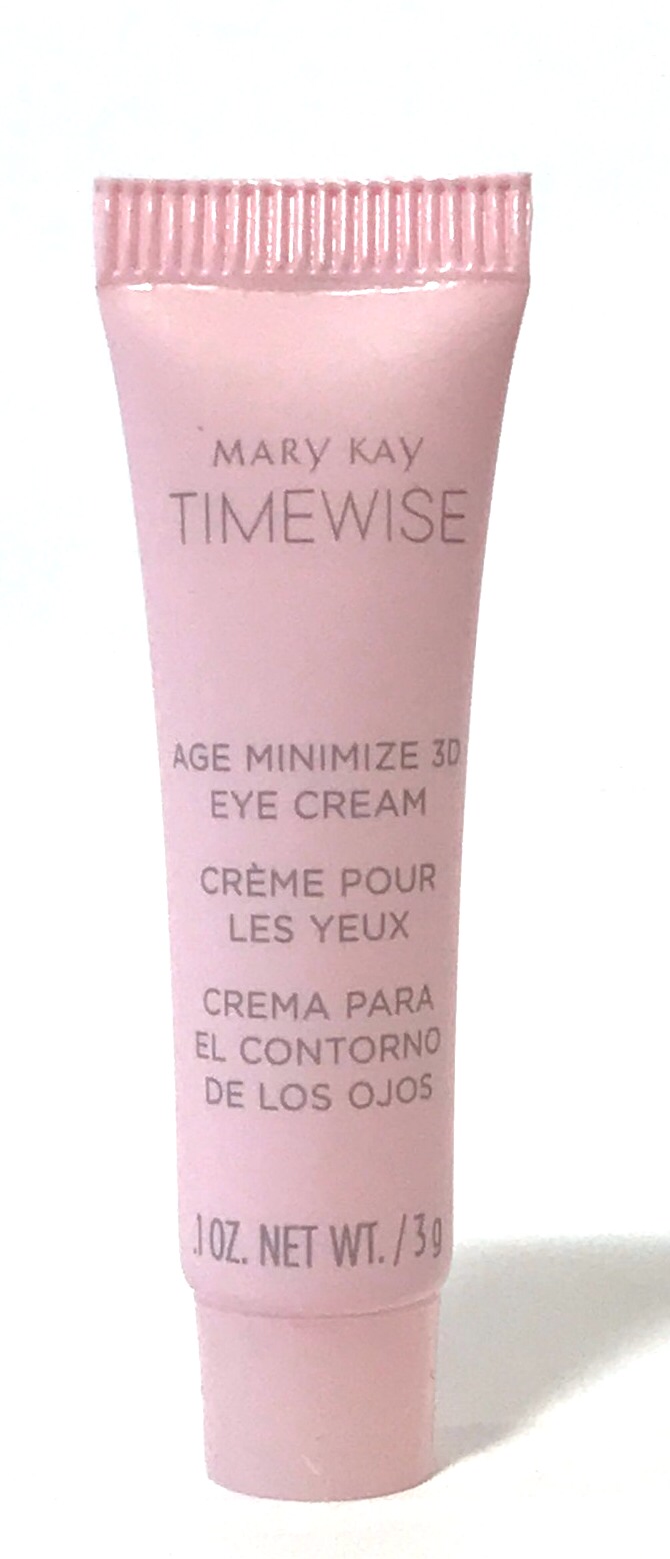 MARY KAY
TIMEWISE
AGE MINIMIZE 3D
EYE CREAM
CRÈME POUR
LES YEUX
CREMA PARA
EL CONTORNO
DE LOS OJOS
.1 OZ. NET WT. / 3 g